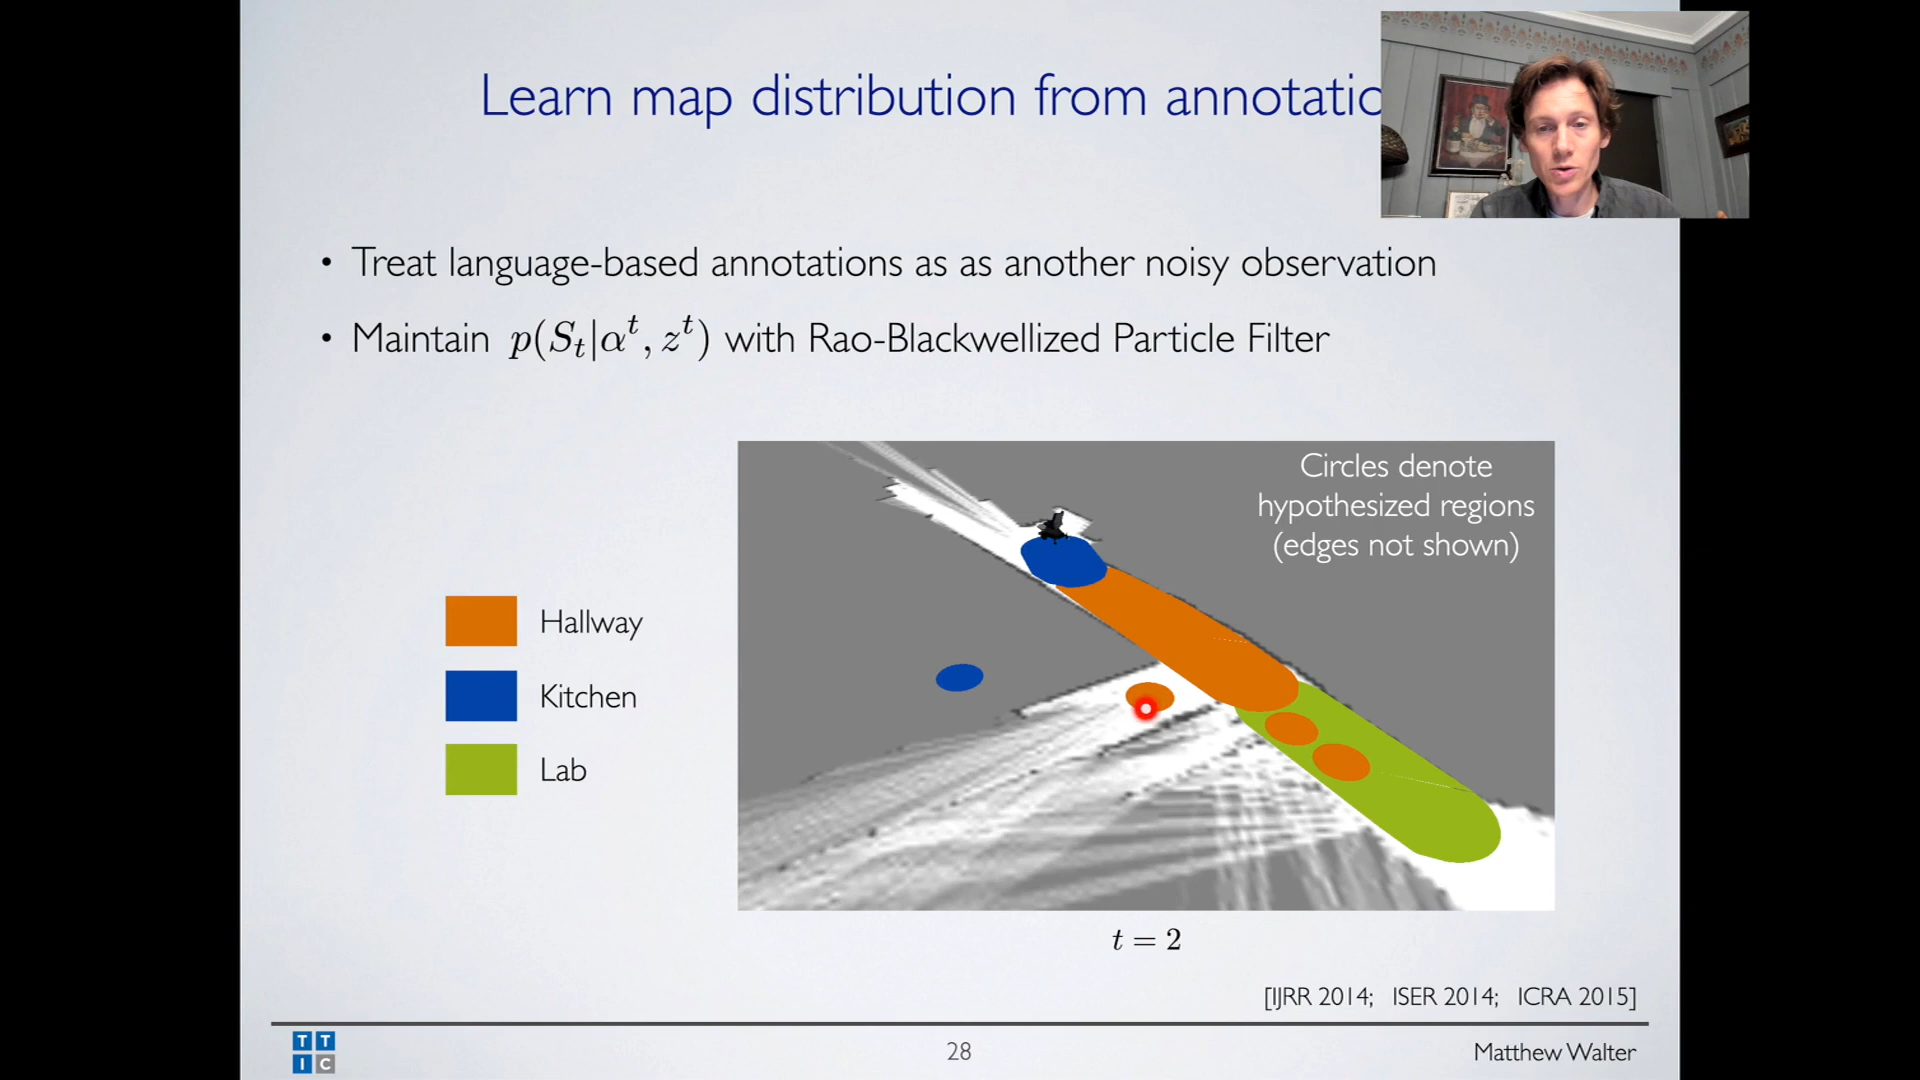 Learn map distribution from annotatio
• Treat language-based annotations as as another noisy observation
• Maintain p(S_t|α^t, z^t) with Rao-Blackwellized Particle Filter
Circles denote
hypothesized regions
(edges not shown)
Hallway
Kitchen
Lab
t = 2
[IJRR 2014; ISER 2014; ICRA 2015]
TTIC
28
Matthew Walter